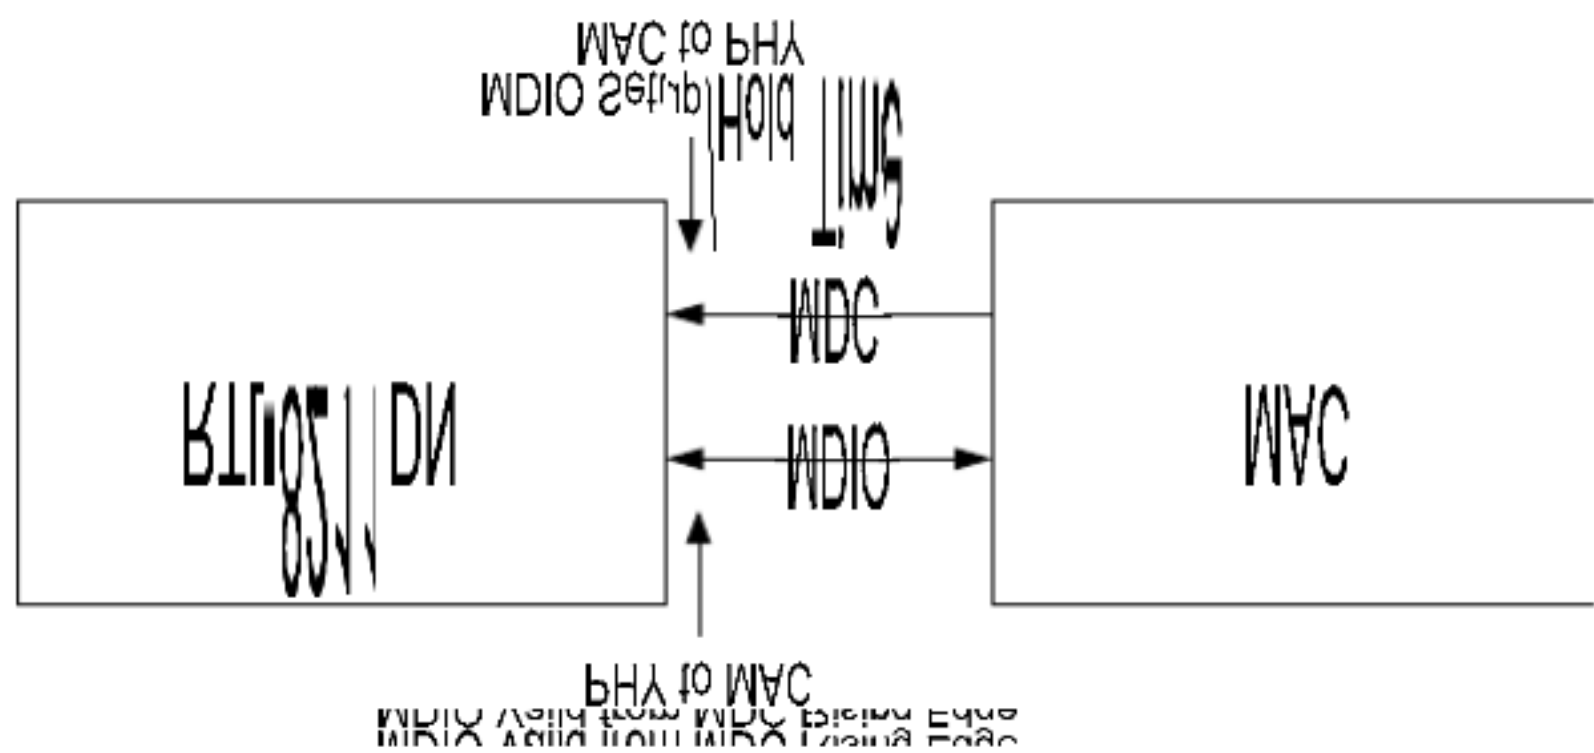 MAC to PHY
MDIO Setup/Hold Time
MDC
RTL8211DN
MAC
MDIO
PHY to MAC
MDIO Valid from MDC Rising Edge